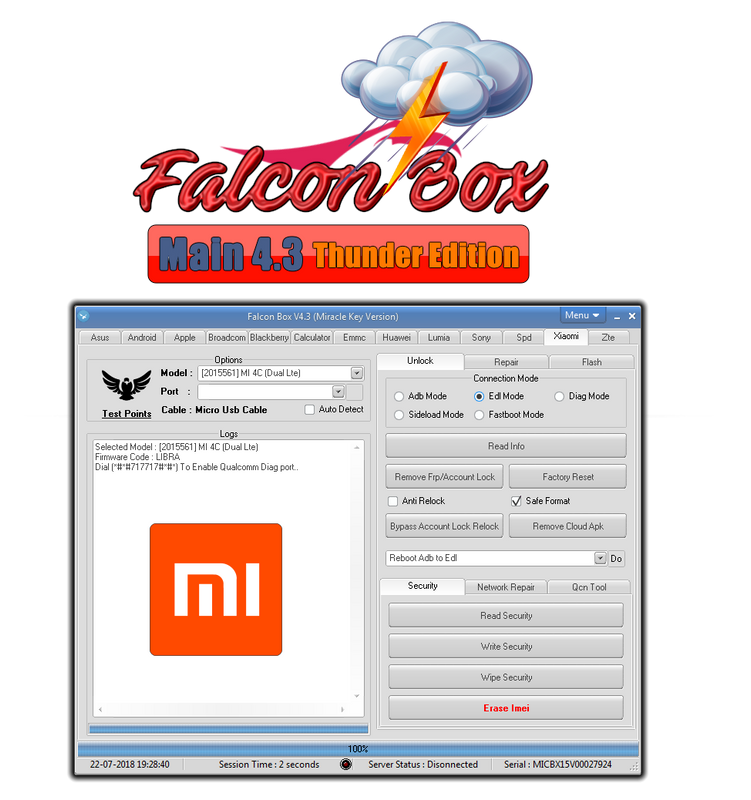 Falcon Box
Main 4.3 Thunder Edition
Falcon Box V4.3 (Miracle Key Version)
Menu
Asus Android Apple Broadcom Blackberry Calculator Emmc Huawei Lumia Sony Spd Xiaomi Zte
Options
Model : [2015561] MI 4C (Dual Lte)
Port :
Test Points
Cable : Micro Usb Cable
Auto Detect
Logs
Selected Model : [2015561] MI 4C (Dual Lte)
Firmware Code : LIBRA
Dial (*#*#717717#*#*) To Enable Qualcomm Diag port..
MI
Unlock Repair Flash
Connection Mode
Adb Mode Edl Mode Diag Mode
Sideload Mode Fastboot Mode
Read Info
Remove Frp/Account Lock Factory Reset
Anti Relock Safe Format
Bypass Account Lock Relock Remove Cloud Apk
Reboot Adb to Edl Do
Security Network Repair Qcn Tool
Read Security
Write Security
Wipe Security
Erase Imei
100%
22-07-2018 19:28:40 Session Time : 2 seconds Server Status : Disonnected Serial : MICBX15V00027924